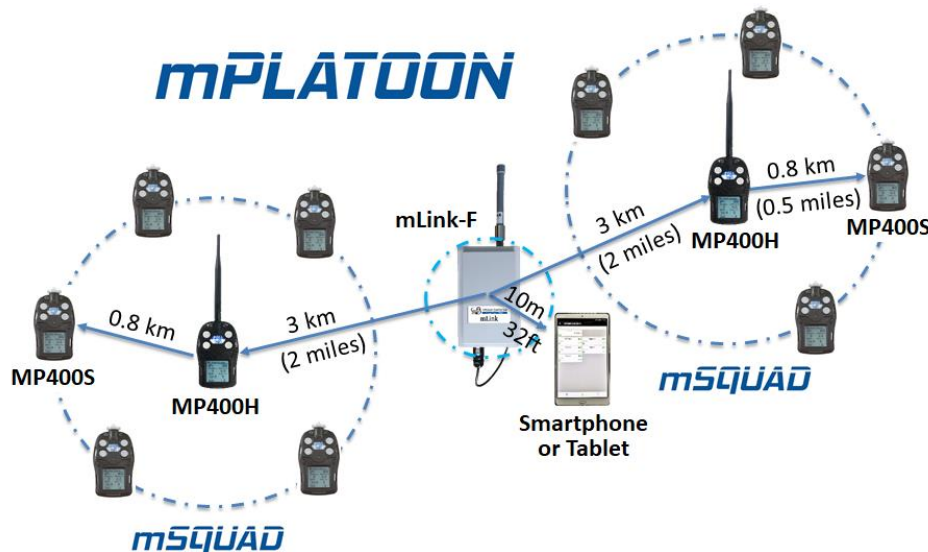 mPLATOON
0.8 km
(0.5 miles)
MP400S
MP400H
3 km
(2 miles)
mLink-F
mLink
10m
32ft
Smartphone
or Tablet
mSQUAD
3 km
(2 miles)
0.8 km
MP400S
MP400H
mSQUAD